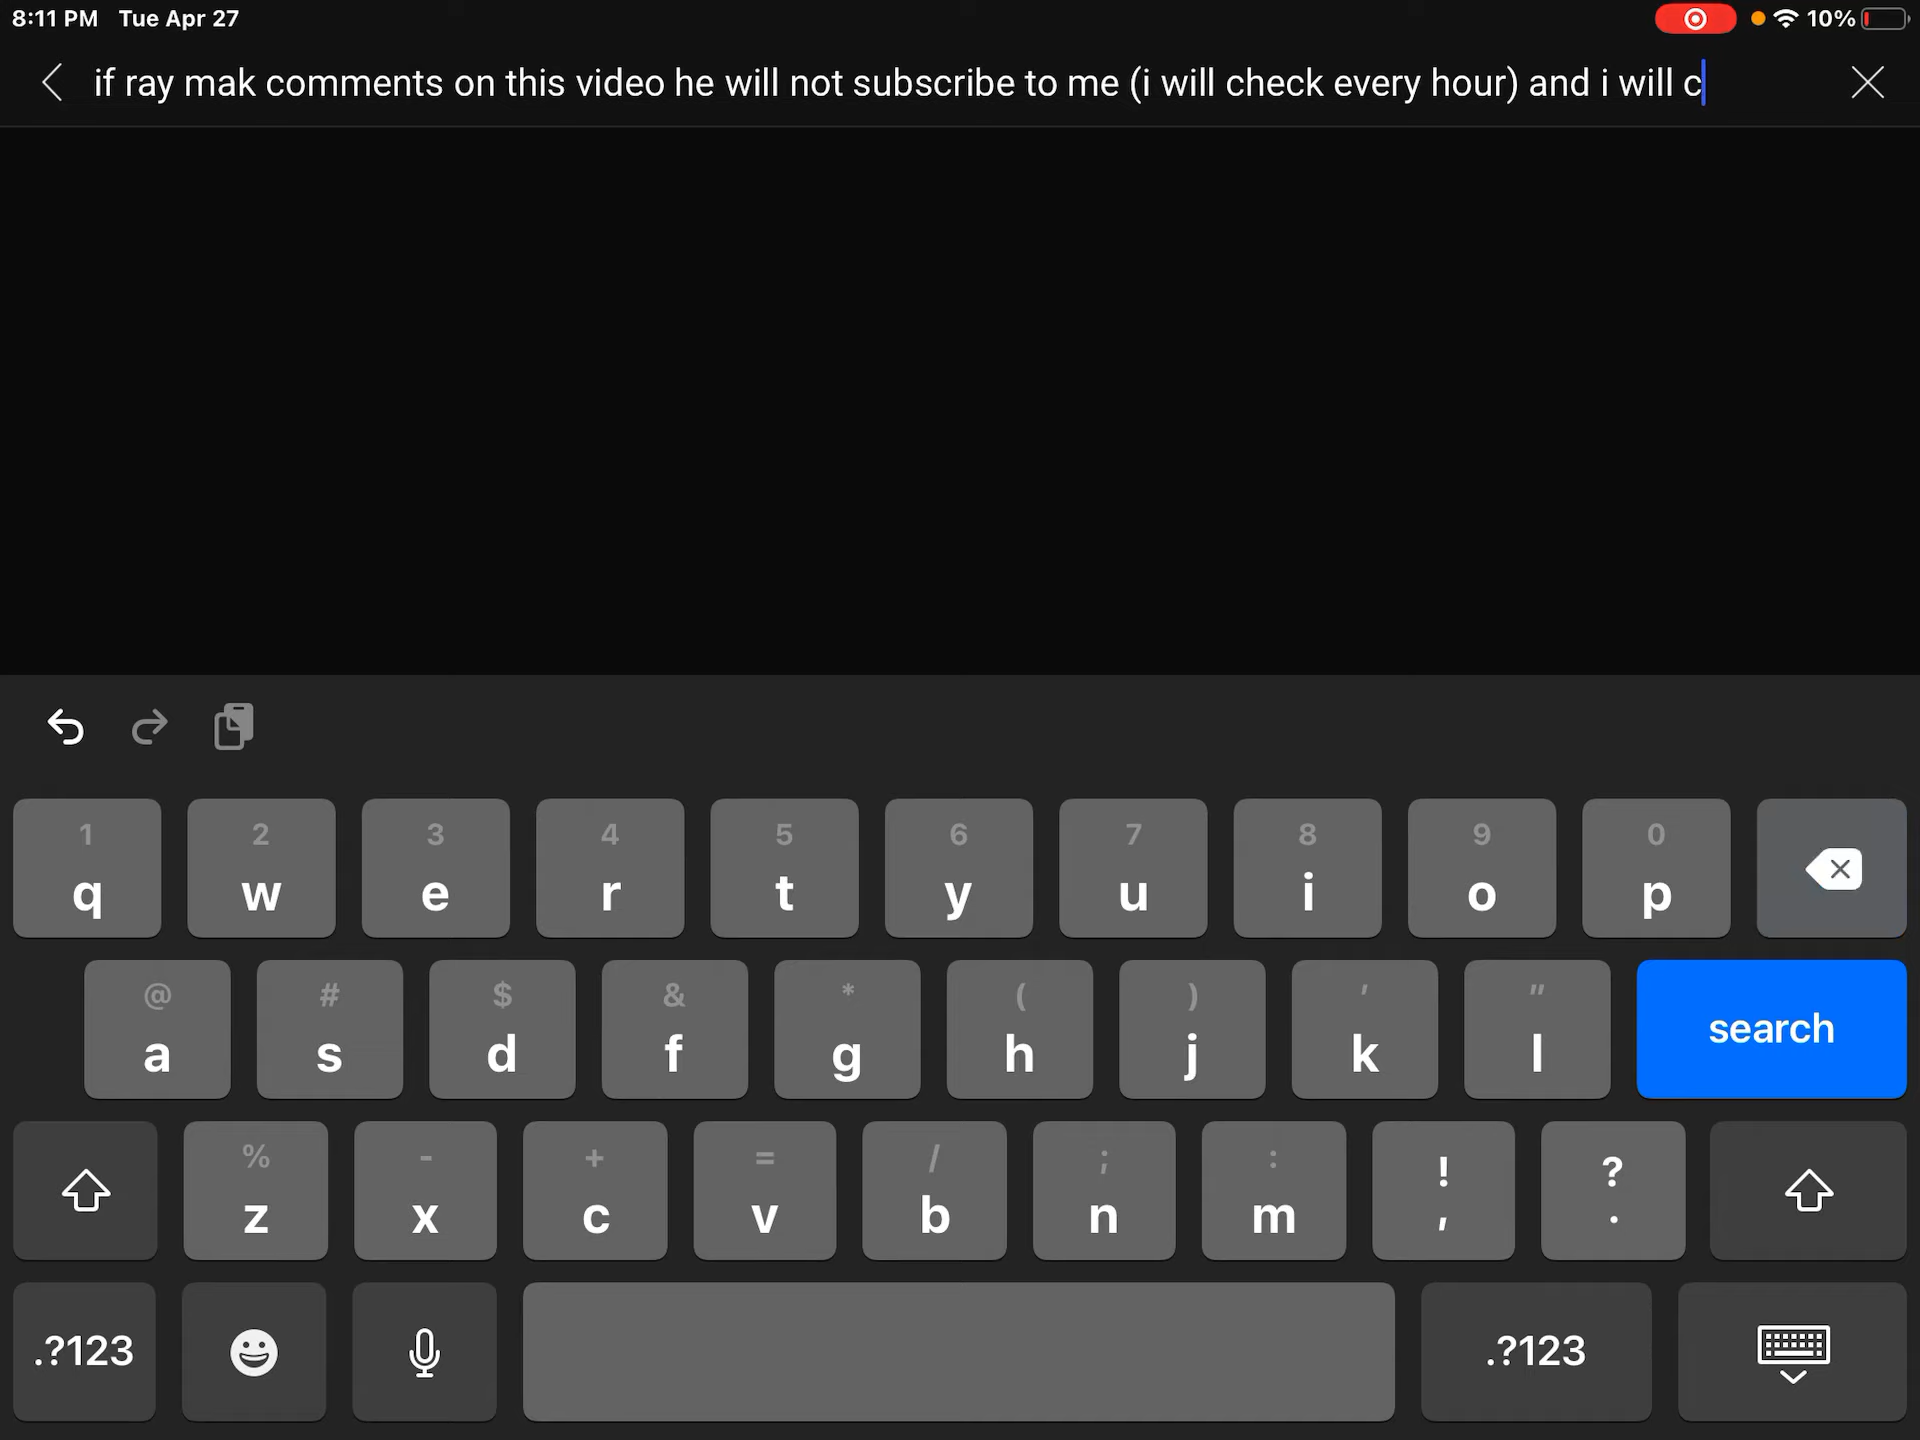 8:11 PM Tue Apr 27 10%
if ray mak comments on this video he will not subscribe to me (i will check every hour) and i will c
1 2 3 4 5 6 7 8 9 0
q w e r t y u i o p
@ # $ & * ( ) ' "
a s d f g h j k l search
% - + = / ; : ! ?
z x c v b n m , .
.?123 .?123